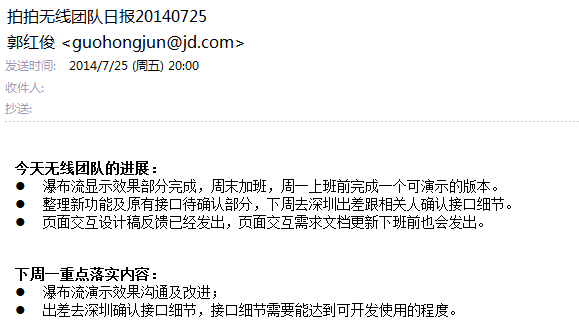 拍拍无线团队日报20140725
郭红俊 <guohongjun@jd.com>
发送时间: 2014/7/25 (周五) 20:00
收件人:
抄送:
今天无线团队的进展：
● 瀑布流显示效果部分完成，周末加班，周一上班前完成一个可演示的版本。
● 整理新功能及原有接口待确认部分，下周去深圳出差跟相关人确认接口细节。
● 页面交互设计稿反馈已经发出，页面交互需求文档更新下班前也会发出。
下周一重点落实内容：
● 瀑布流演示效果沟通及改进；
● 出差去深圳确认接口细节，接口细节需要能达到可开发使用的程度。